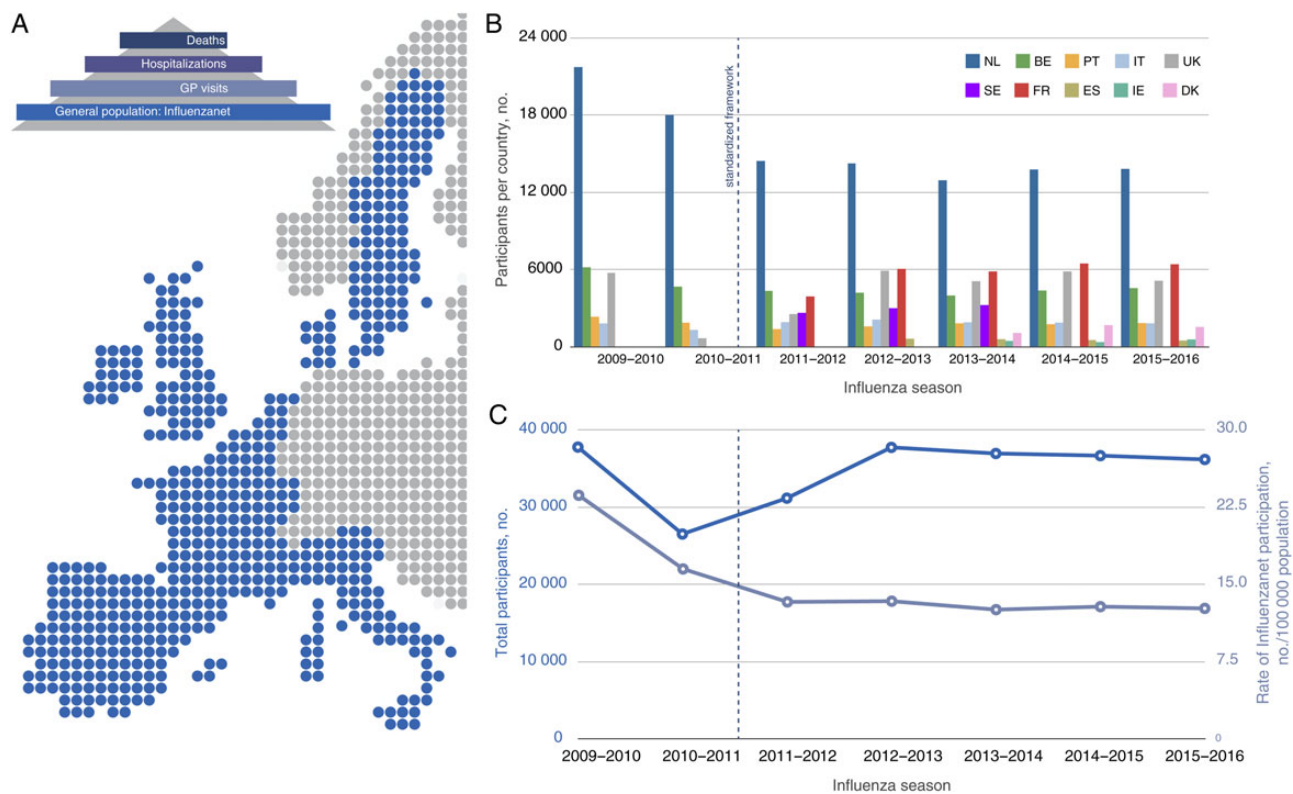 A
Deaths
Hospitalizations
GP visits
General population: Influenzanet
B
24 000
18 000
12 000
6000
0
Participants per country, no.
standardized framework
NL BE PT IT UK
SE FR ES IE DK
2009–2010 2010–2011 2011–2012 2012–2013 2013–2014 2014–2015 2015–2016
Influenza season
C
40 000
30 000
20 000
10 000
0
Total participants, no.
30.0
22.5
15.0
7.5
0
Rate of Influenzanet participation,
no./100 000 population
2009–2010 2010–2011 2011–2012 2012–2013 2013–2014 2014–2015 2015–2016
Influenza season